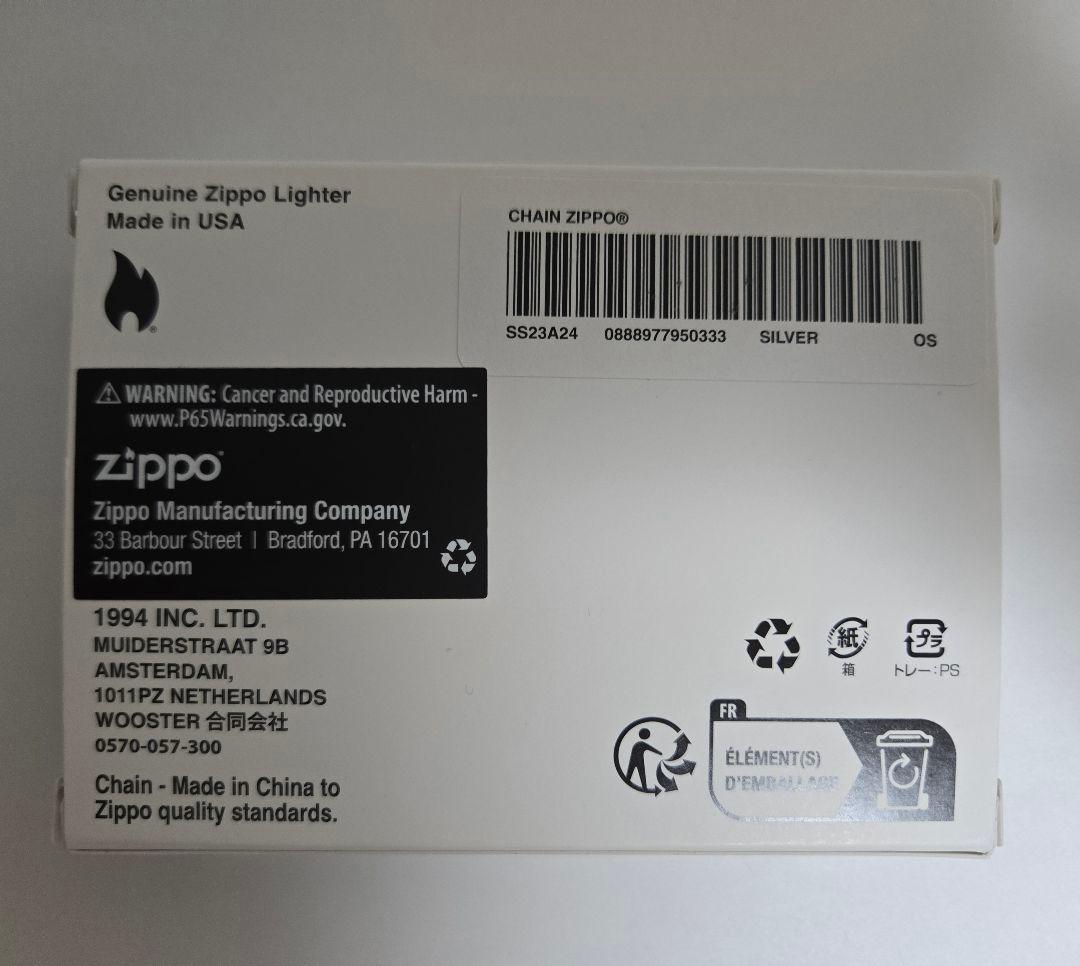 Genuine Zippo Lighter
Made in USA
®
CHAIN ZIPPO®
SS23A24 0888977950333 SILVER OS
WARNING: Cancer and Reproductive Harm -
www.P65Warnings.ca.gov.
zippo
Zippo Manufacturing Company
33 Barbour Street | Bradford, PA 16701
zippo.com
1994 INC. LTD.
MUIDERSTRAAT 9B
AMSTERDAM,
1011PZ NETHERLANDS
WOOSTER 合同会社
0570-057-300
Chain - Made in China to
Zippo quality standards.
紙
箱
プラ
トレー:PS
FR
ÉLÉMENT(S)
D'EMBALLAGE